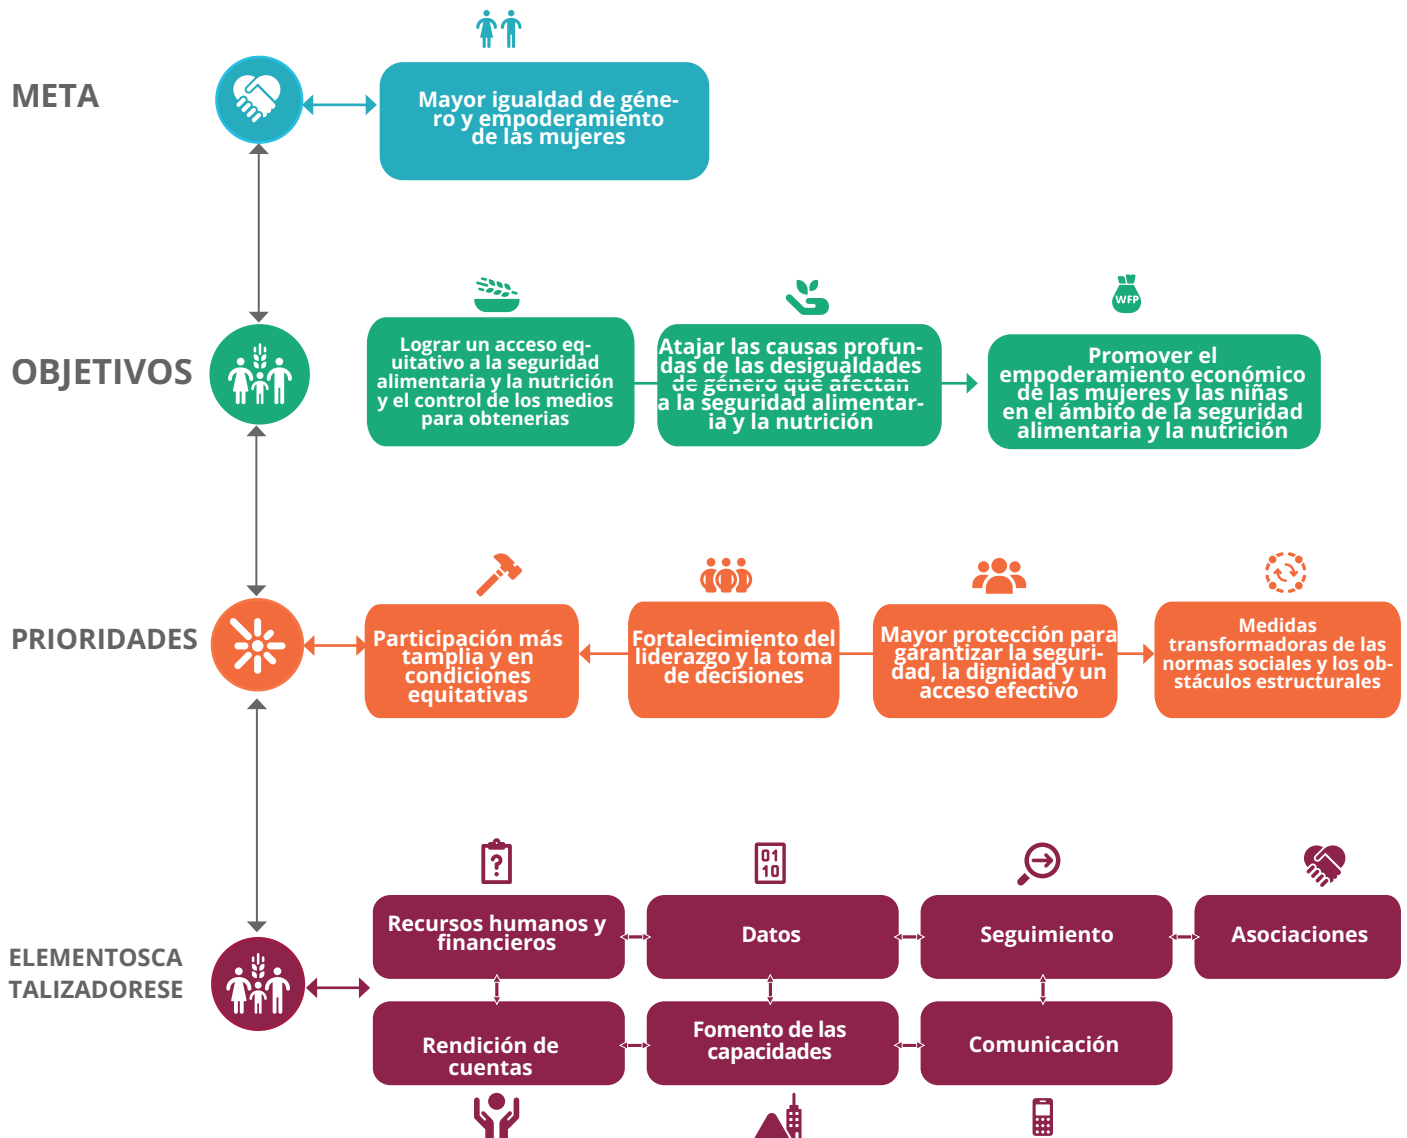 META
Mayor igualdad de géne-
ro y empoderamiento
de las mujeres
OBJETIVOS
Lograr un acceso eq-
uitativo a la seguridad
alimentaria y la nutrición
y el control de los medios
para obtenerias
Atajar las causas profun-
das de las desigualdades
de género que afectan
a la seguridad alimentar-
ia y la nutrición
WFP
Promover el
empoderamiento económico
de las mujeres y las niñas
en el ámbito de la seguridad
alimentaria y la nutrición
PRIORIDADES
Participación más
tamplia y en
condiciones
equitativas
Fortalecimiento del
liderazgo y la toma
de decisiones
Mayor protección para
garantizar la seguri-
dad, la dignidad y un
acceso efectivo
Medidas
transformadoras de las
normas sociales y los ob-
stáculos estructurales
ELEMENTOSCA
TALIZADORESE
?
Recursos humanos y
financieros
01
10
Datos
Seguimiento
Asociaciones
Rendición de
cuentas
Fomento de las
capacidades
Comunicación